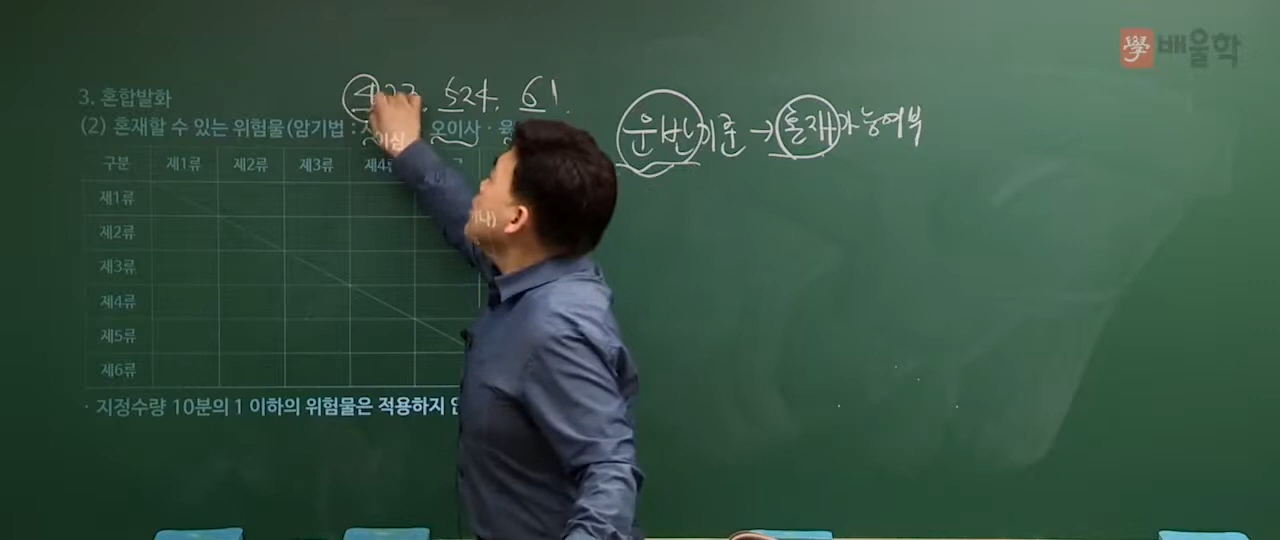 學 배울학
3. 혼합발화
524, 61.
(2) 혼재할 수 있는 위험물(암기법 : 오이사 ·
운반기준 → 혼재가능여부
구분 제1류 제2류 제3류
제1류
제2류
제3류
제4류
제5류
제6류
· 지정수량 10분의 1 이하의 위험물은 적용하지